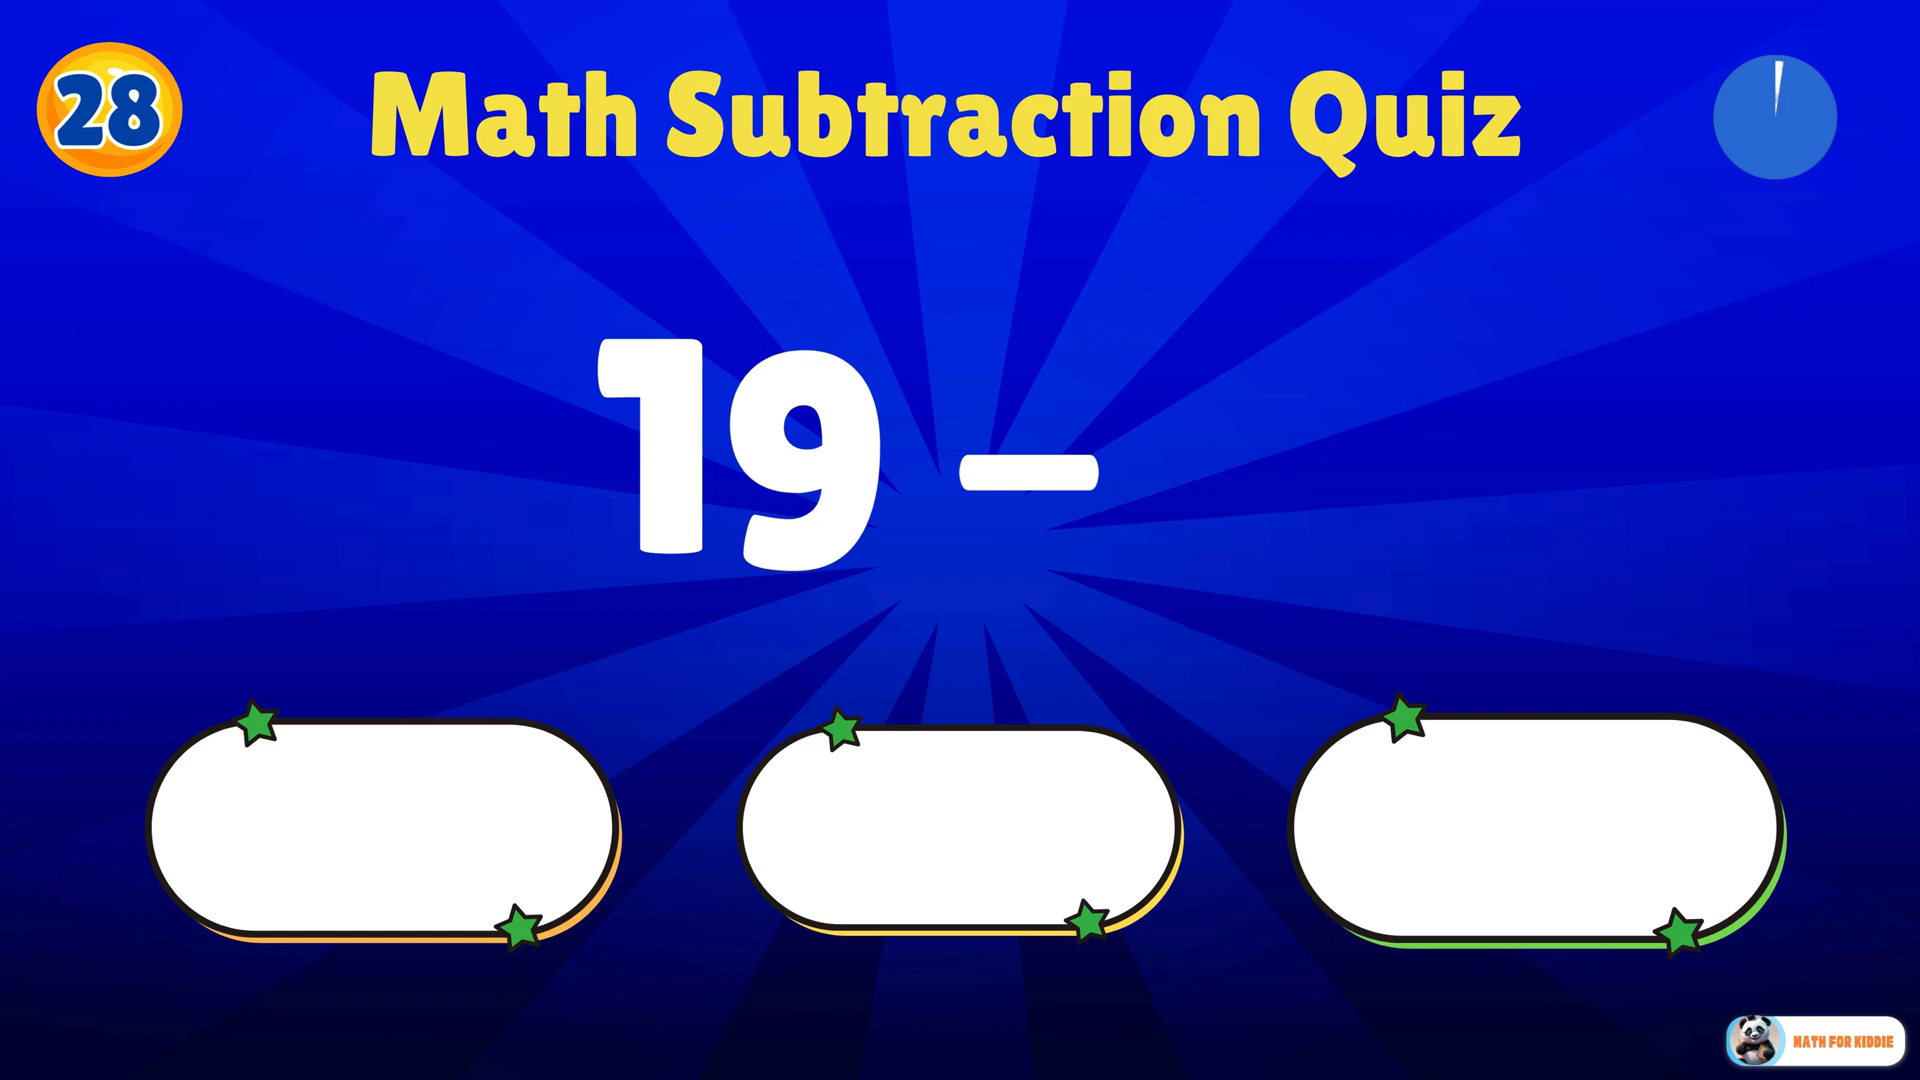 28
Math Subtraction Quiz
19 –
MATH FOR KIDDIE